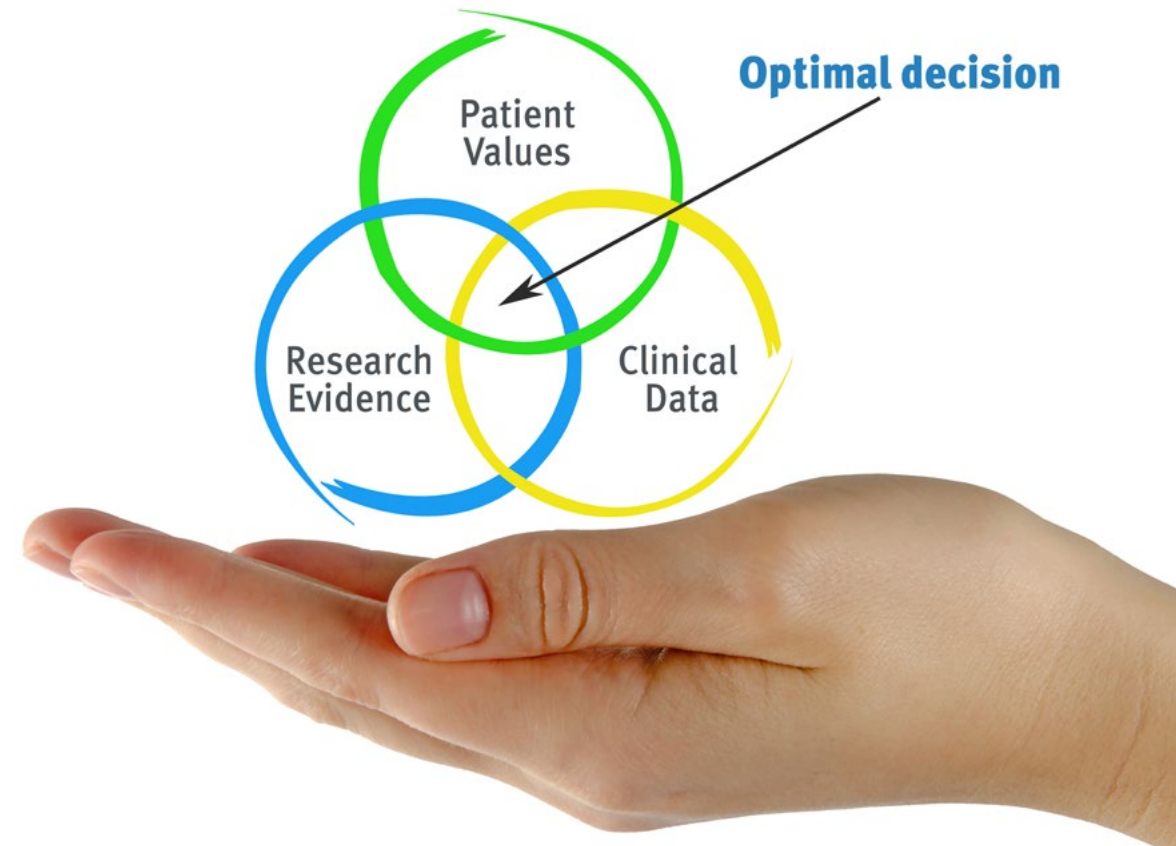 Optimal decision
Patient
Values
Research
Evidence
Clinical
Data